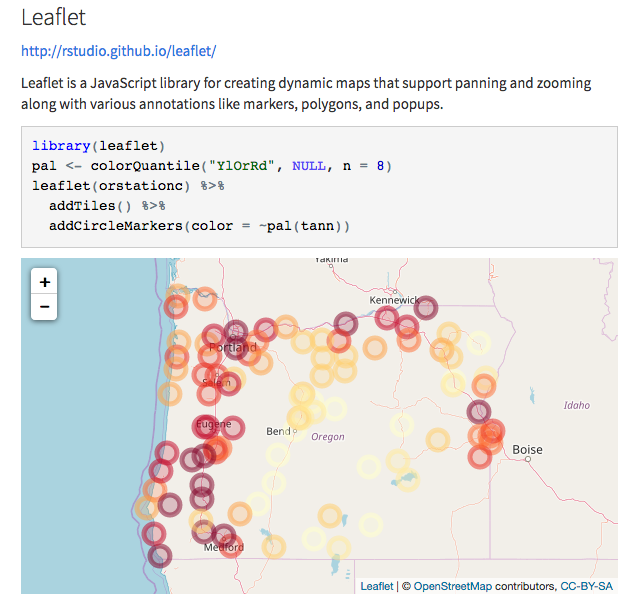 Leaflet
http://rstudio.github.io/leaflet/
Leaflet is a JavaScript library for creating dynamic maps that support panning and zooming
along with various annotations like markers, polygons, and popups.
library(leaflet)
pal <- colorQuantile("YlOrRd", NULL, n = 8)
leaflet(orstationc) %>%
  addTiles() %>%
  addCircleMarkers(color = ~pal(tann))
+
−
Yakima
Kennewick
Portland
Salem
Idaho
Eugene
Bend
Oregon
Boise
Medford
Leaflet | © OpenStreetMap contributors, CC-BY-SA